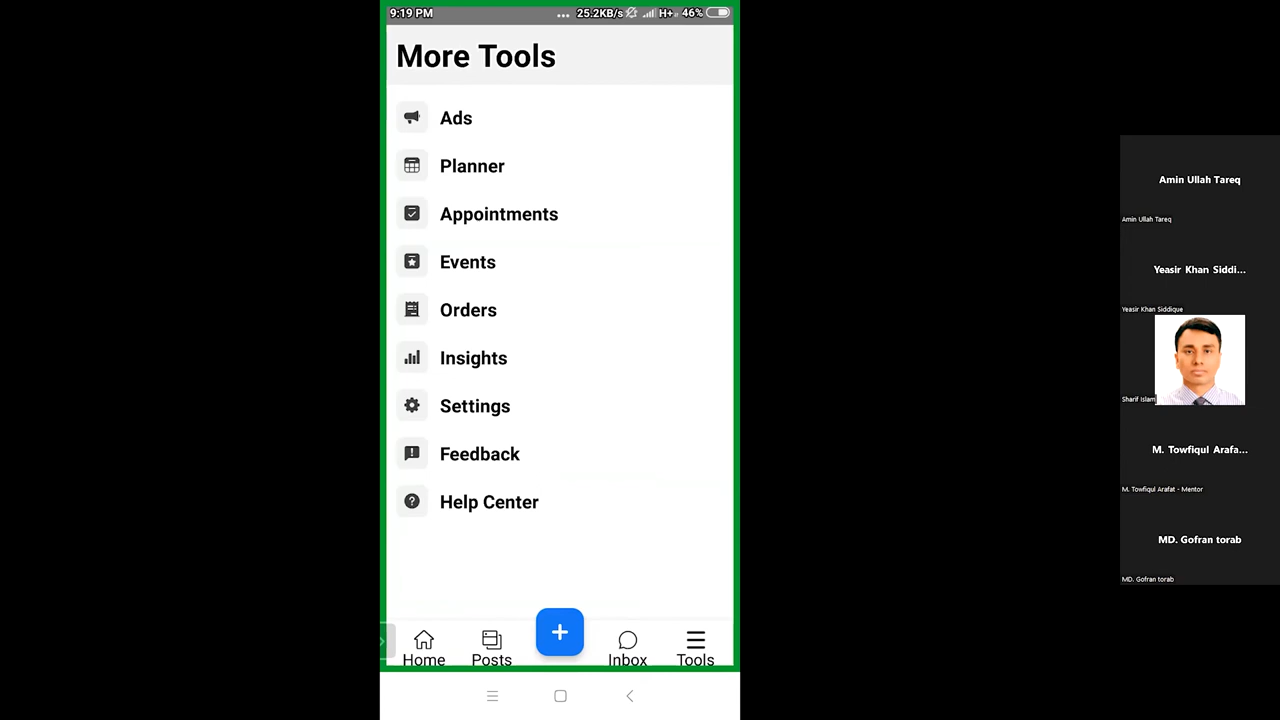 9:19 PM ... 25.2KB/s H+ 46%
More Tools
Ads
Planner
Appointments
Events
Orders
Insights
Settings
Feedback
Help Center
Home Posts Inbox Tools
Amin Ullah Tareq
Amin Ullah Tareq
Yeasir Khan Siddi...
Yeasir Khan Siddique
Sharif Islam
M. Towfiqul Arafa...
M. Towfiqul Arafat - Mentor
MD. Gofran torab
MD. Gofran torab